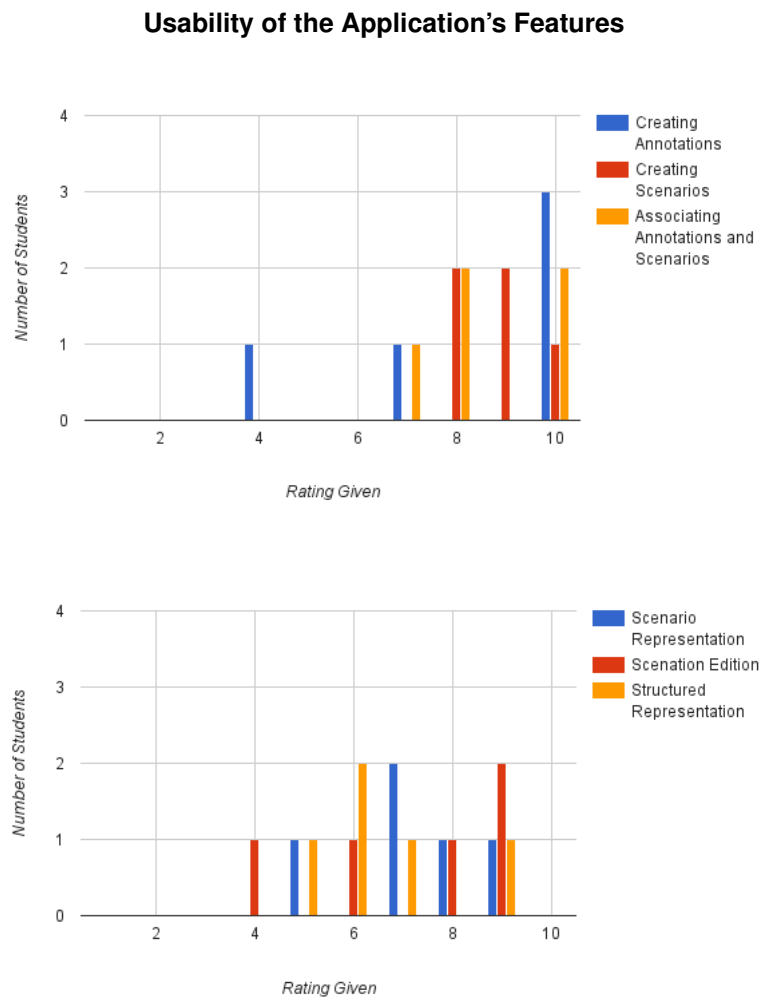 Usability of the Application’s Features
4
3
2
1
0
Number of Students
2 4 6 8 10
Rating Given
Creating
Annotations
Creating
Scenarios
Associating
Annotations and
Scenarios
4
3
2
1
0
Number of Students
2 4 6 8 10
Rating Given
Scenario
Representation
Scenation Edition
Structured
Representation